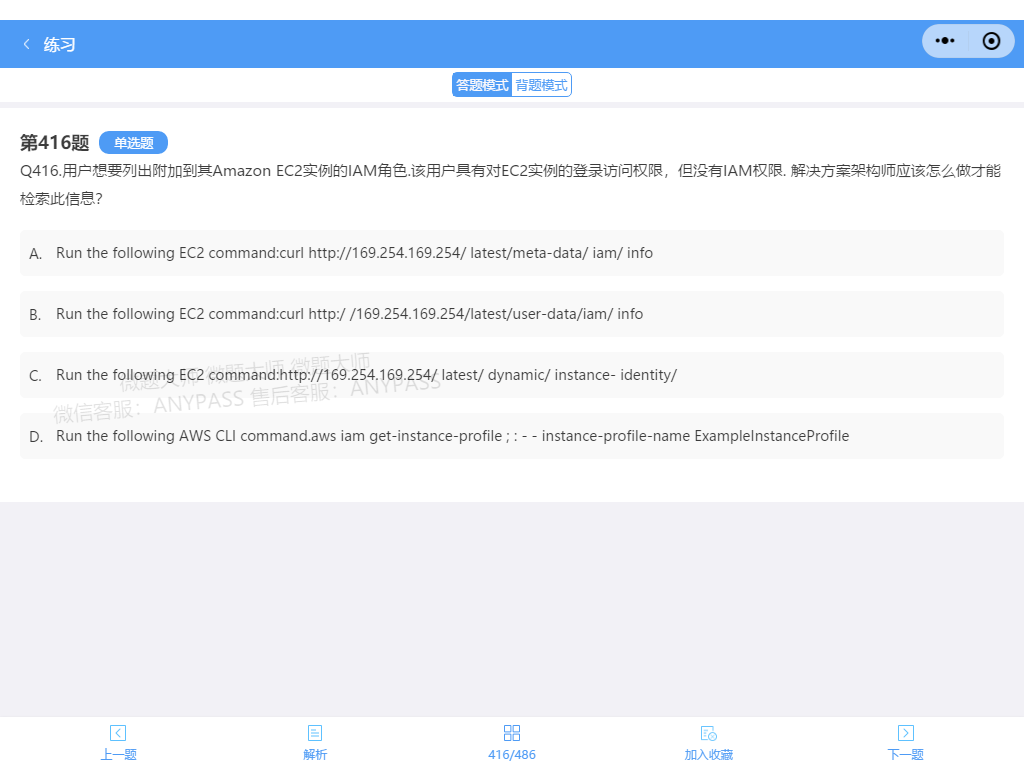 练习
答题模式 背题模式
第416题 单选题
Q416.用户想要列出附加到其Amazon EC2实例的IAM角色.该用户具有对EC2实例的登录访问权限，但没有IAM权限. 解决方案架构师应该怎么做才能
检索此信息?
A. Run the following EC2 command:curl http://169.254.169.254/ latest/meta-data/ iam/ info
B. Run the following EC2 command:curl http:/ /169.254.169.254/latest/user-data/iam/ info
微题大师 微题大师 微题大师
C. Run the following EC2 command:http://169.254.169.254/ latest/ dynamic/ instance- identity/
微信客服：ANYPASS 售后客服：ANYPASS
D. Run the following AWS CLI command.aws iam get-instance-profile ; : - - instance-profile-name ExampleInstanceProfile
上一题 解析 416/486 加入收藏 下一题